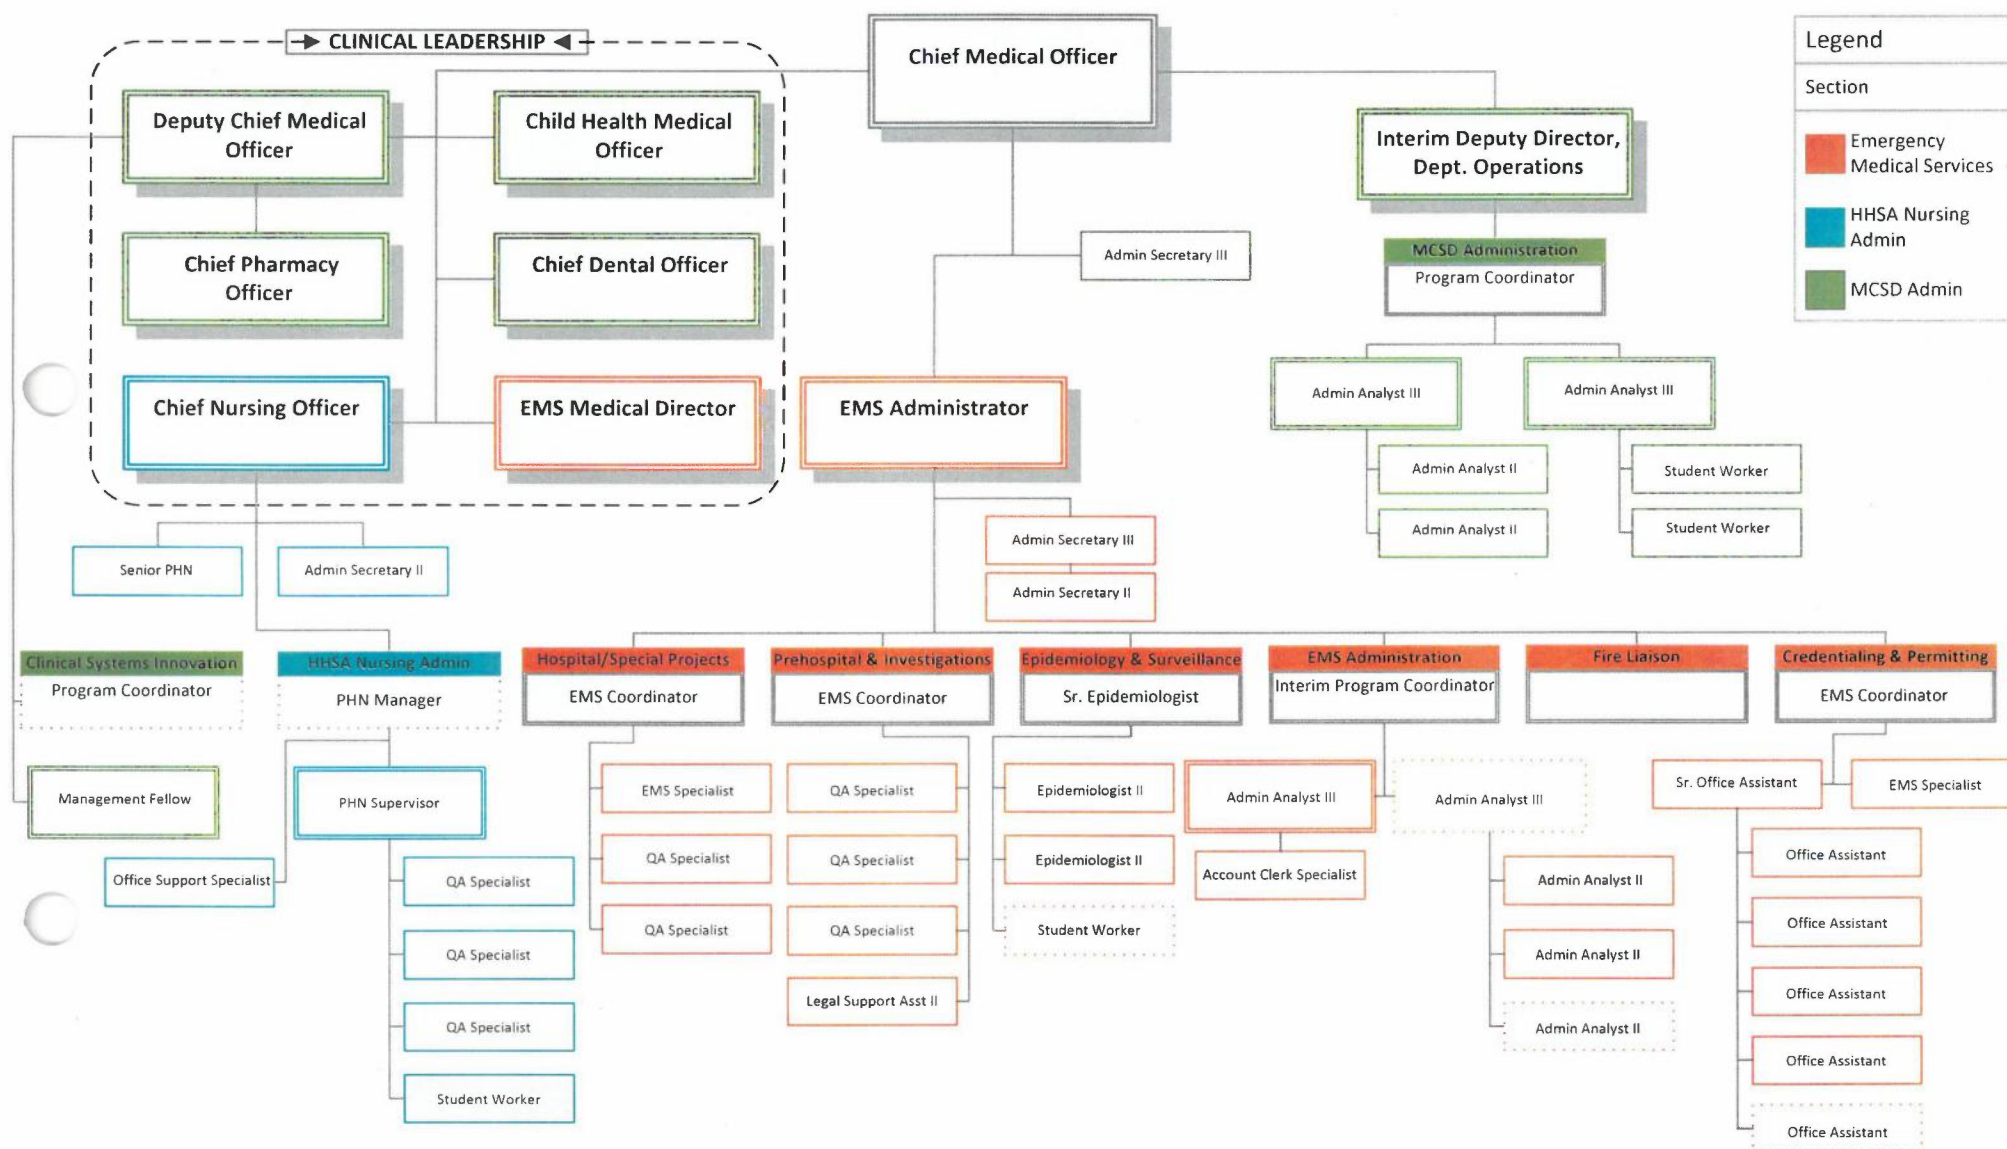 CLINICAL LEADERSHIP
Chief Medical Officer
Legend
Section
Emergency
Medical Services
HHSA Nursing
Admin
MCSD Admin
Deputy Chief Medical
Officer
Child Health Medical
Officer
Interim Deputy Director,
Dept. Operations
Chief Pharmacy
Officer
Chief Dental Officer
Admin Secretary III
MCSD Administration
Program Coordinator
Chief Nursing Officer
EMS Medical Director
EMS Administrator
Admin Analyst III
Admin Analyst III
Admin Analyst II
Student Worker
Admin Analyst II
Student Worker
Senior PHN
Admin Secretary II
Admin Secretary III
Admin Secretary II
Clinical Systems Innovation
Program Coordinator
HHSA Nursing Admin
PHN Manager
Hospital/Special Projects
EMS Coordinator
Prehospital & Investigations
EMS Coordinator
Epidemiology & Surveillance
Sr. Epidemiologist
EMS Administration
Interim Program Coordinator
Fire Liaison
Credentialing & Permitting
EMS Coordinator
Management Fellow
PHN Supervisor
Office Support Specialist
QA Specialist
QA Specialist
QA Specialist
Student Worker
EMS Specialist
QA Specialist
QA Specialist
QA Specialist
QA Specialist
QA Specialist
Legal Support Asst II
Epidemiologist II
Epidemiologist II
Student Worker
Admin Analyst III
Account Clerk Specialist
Admin Analyst III
Admin Analyst II
Admin Analyst II
Admin Analyst II
Sr. Office Assistant
EMS Specialist
Office Assistant
Office Assistant
Office Assistant
Office Assistant
Office Assistant